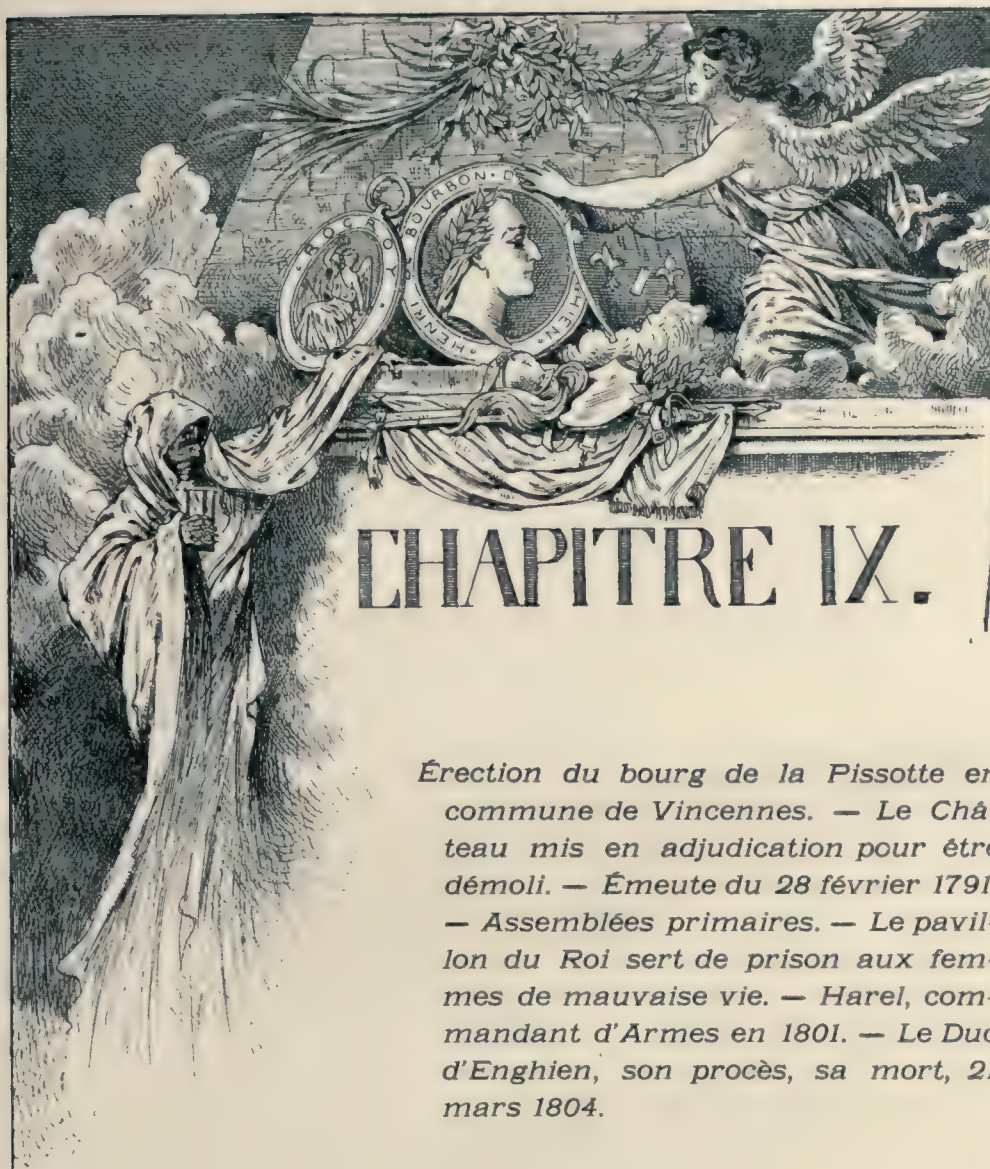 HENRI BOURBON D
HIEN
CHAPITRE IX.
Érection du bourg de la Pissotte en
commune de Vincennes. — Le Châ-
teau mis en adjudication pour être
démoli. — Émeute du 28 février 1791
— Assemblées primaires. — Le pavil-
lon du Roi sert de prison aux fem-
mes de mauvaise vie. — Harel, com-
mandant d'Armes en 1801. — Le Duc
d'Enghien, son procès, sa mort, 21
mars 1804.